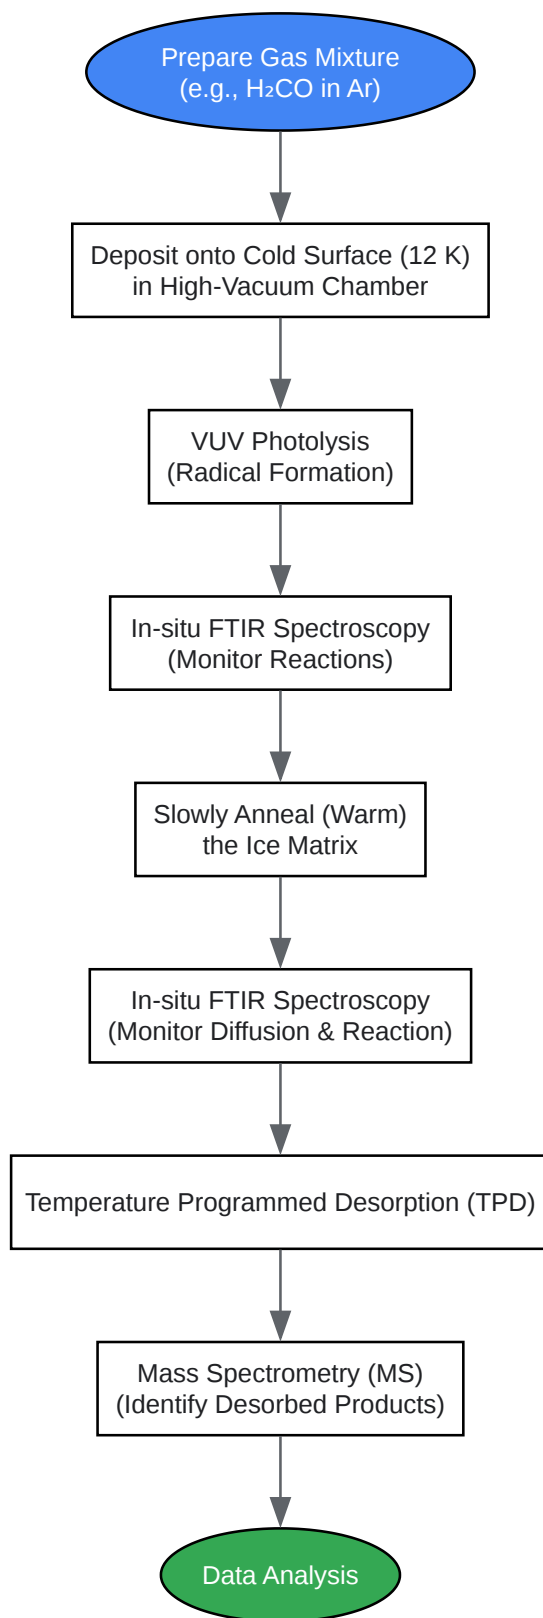 Prepare Gas Mixture
(e.g., H₂CO in Ar)
Deposit onto Cold Surface (12 K)
in High-Vacuum Chamber
VUV Photolysis
(Radical Formation)
In-situ FTIR Spectroscopy
(Monitor Reactions)
Slowly Anneal (Warm)
the Ice Matrix
In-situ FTIR Spectroscopy
(Monitor Diffusion & Reaction)
Temperature Programmed Desorption (TPD)
Mass Spectrometry (MS)
(Identify Desorbed Products)
Data Analysis